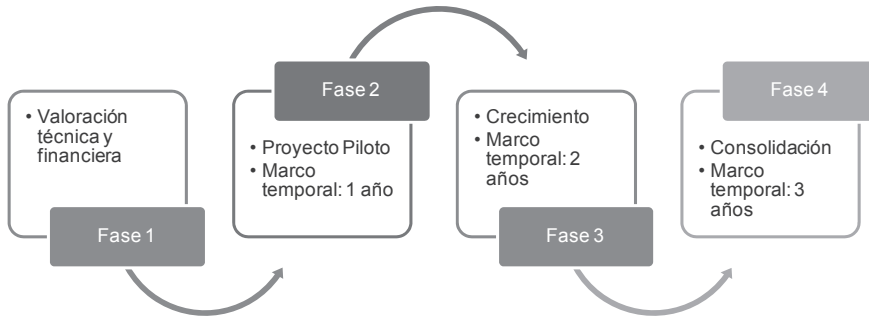 • Valoración
técnica y
financiera
Fase 1
Fase 2
• Proyecto Piloto
• Marco
temporal: 1 año
• Crecimiento
• Marco
temporal: 2
años
Fase 3
Fase 4
• Consolidación
• Marco
temporal: 3
años